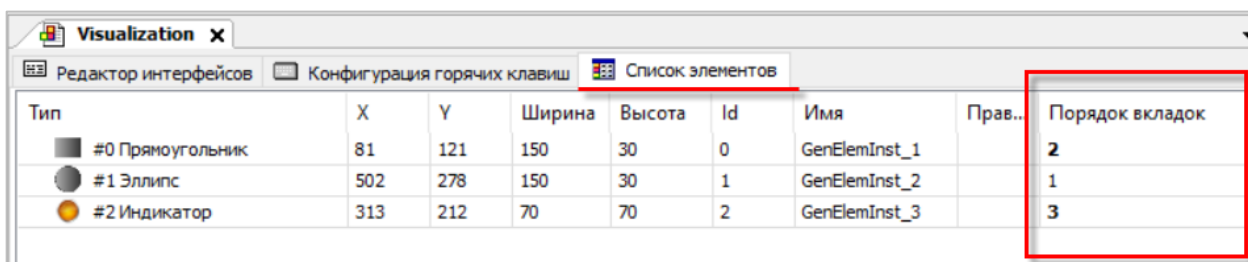 Visualization x
Редактор интерфейсов Конфигурация горячих клавиш Список элементов
Тип X Y Ширина Высота Id Имя Прав... Порядок вкладок
#0 Прямоугольник 81 121 150 30 0 GenElemInst_1 2
#1 Эллипс 502 278 150 30 1 GenElemInst_2 1
#2 Индикатор 313 212 70 70 2 GenElemInst_3 3